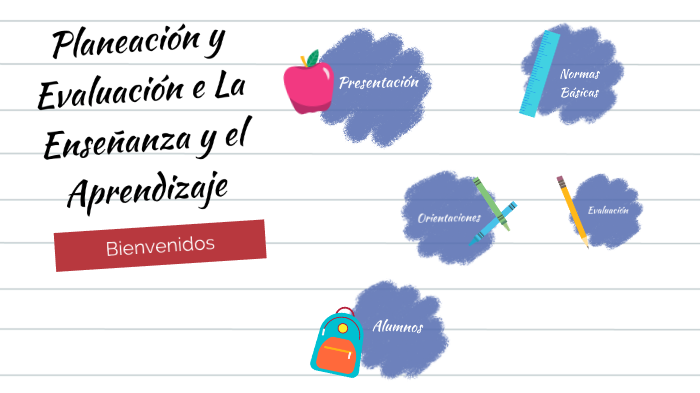 Planeación y
Evaluación e La
Enseñanza y el
Aprendizaje
Bienvenidos
Presentación
Normas
Básicas
Orientaciones
Evaluación
Alumnos